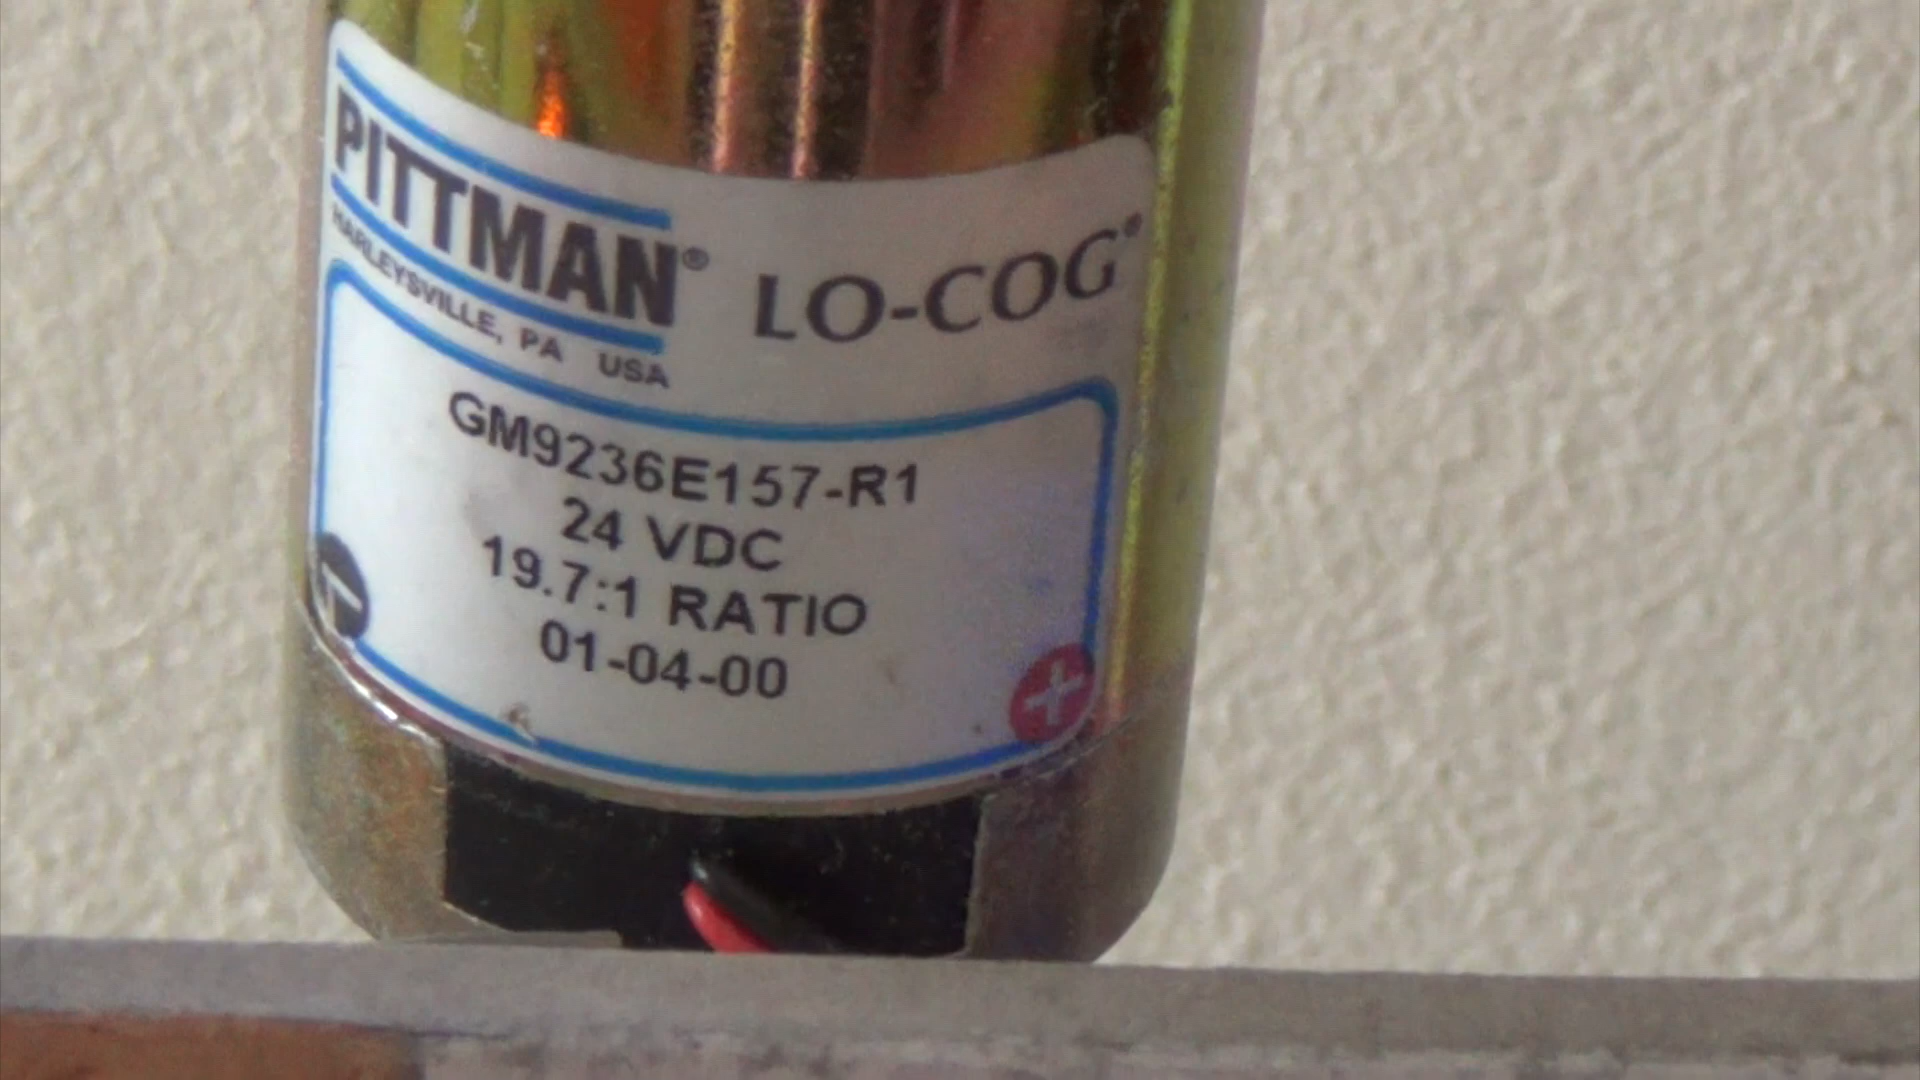 PITTMAN® LO-COG®
HARLEYSVILLE, PA USA
GM9236E157-R1
24 VDC
19.7:1 RATIO
01-04-00